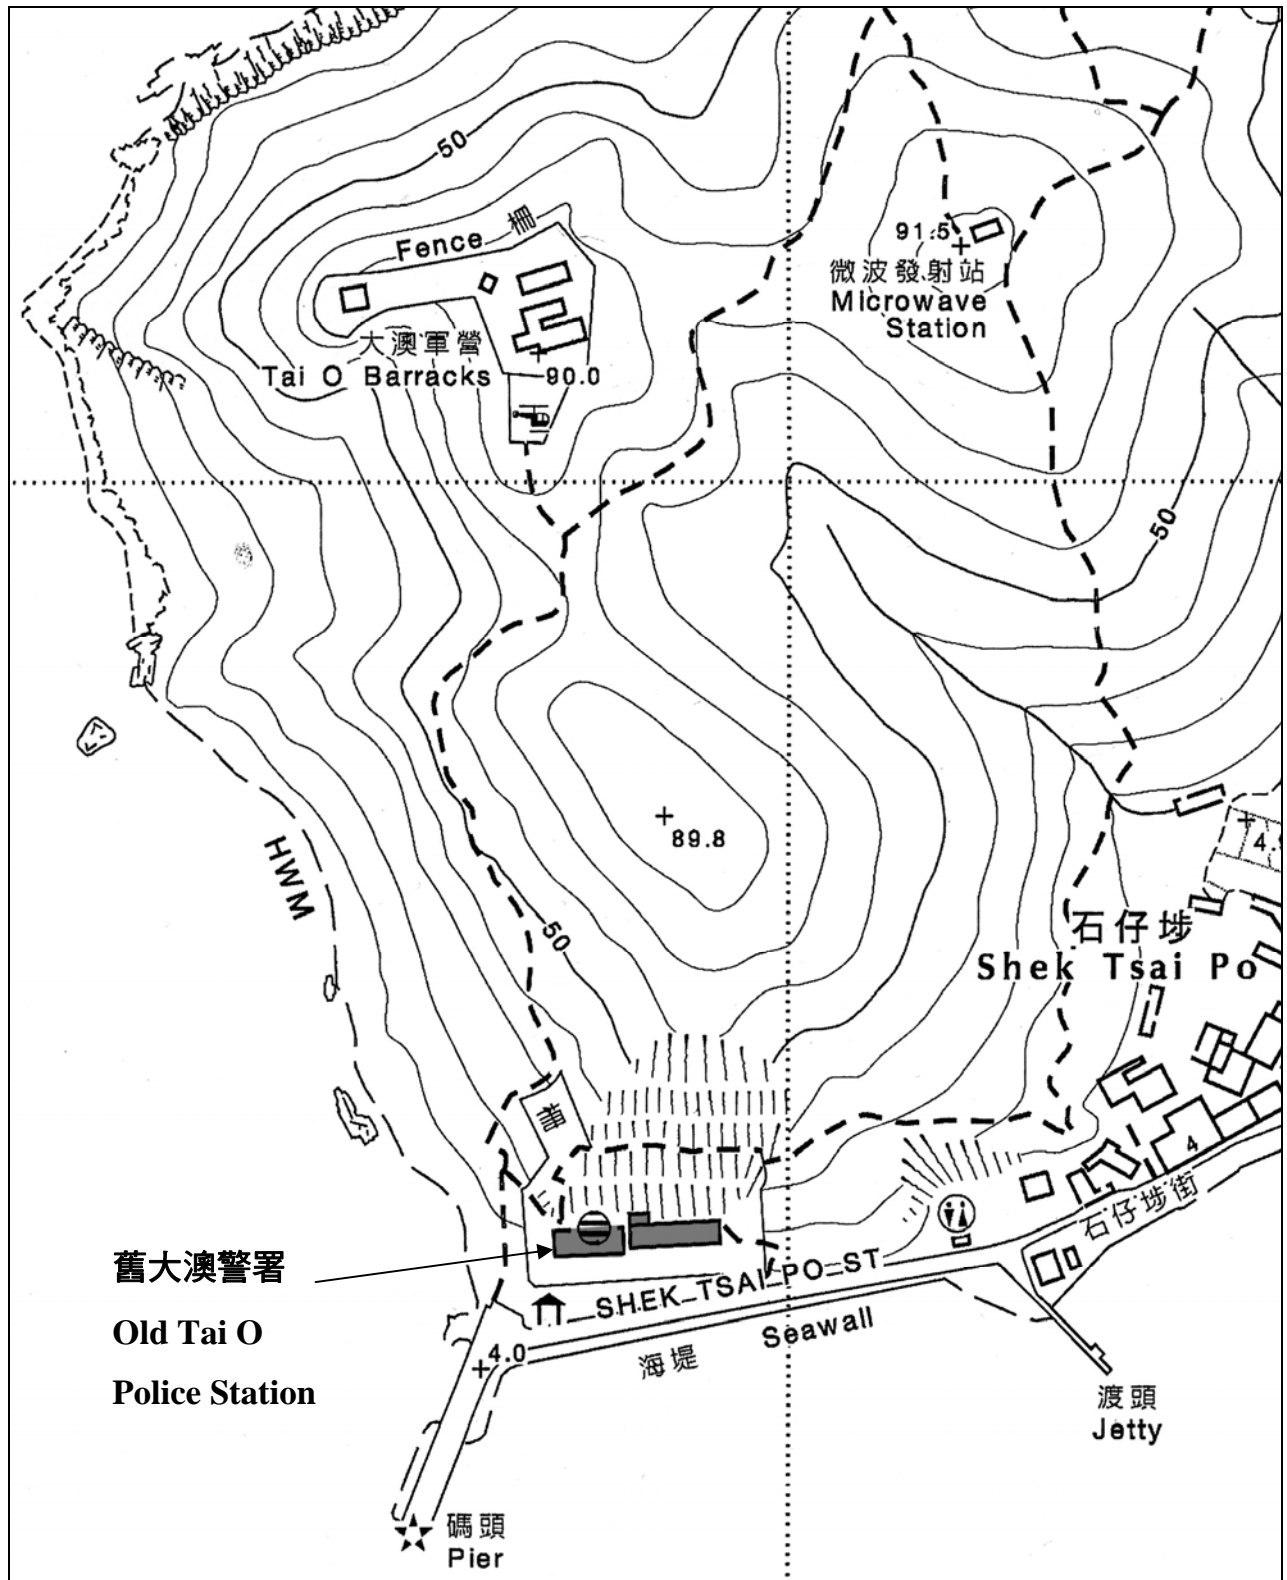 50
柵
Fence
91.5
微波發射站
Microwave
Station
大澳軍營
Tai O Barracks
90.0
50
89.8
HWM
4.
50
石仔埗
Shek Tsai Po
4
石仔埗街
舊大澳警署
Old Tai O
Police Station
SHEK TSAI PO ST
Seawall
海堤
4.0
渡頭
Jetty
碼頭
Pier